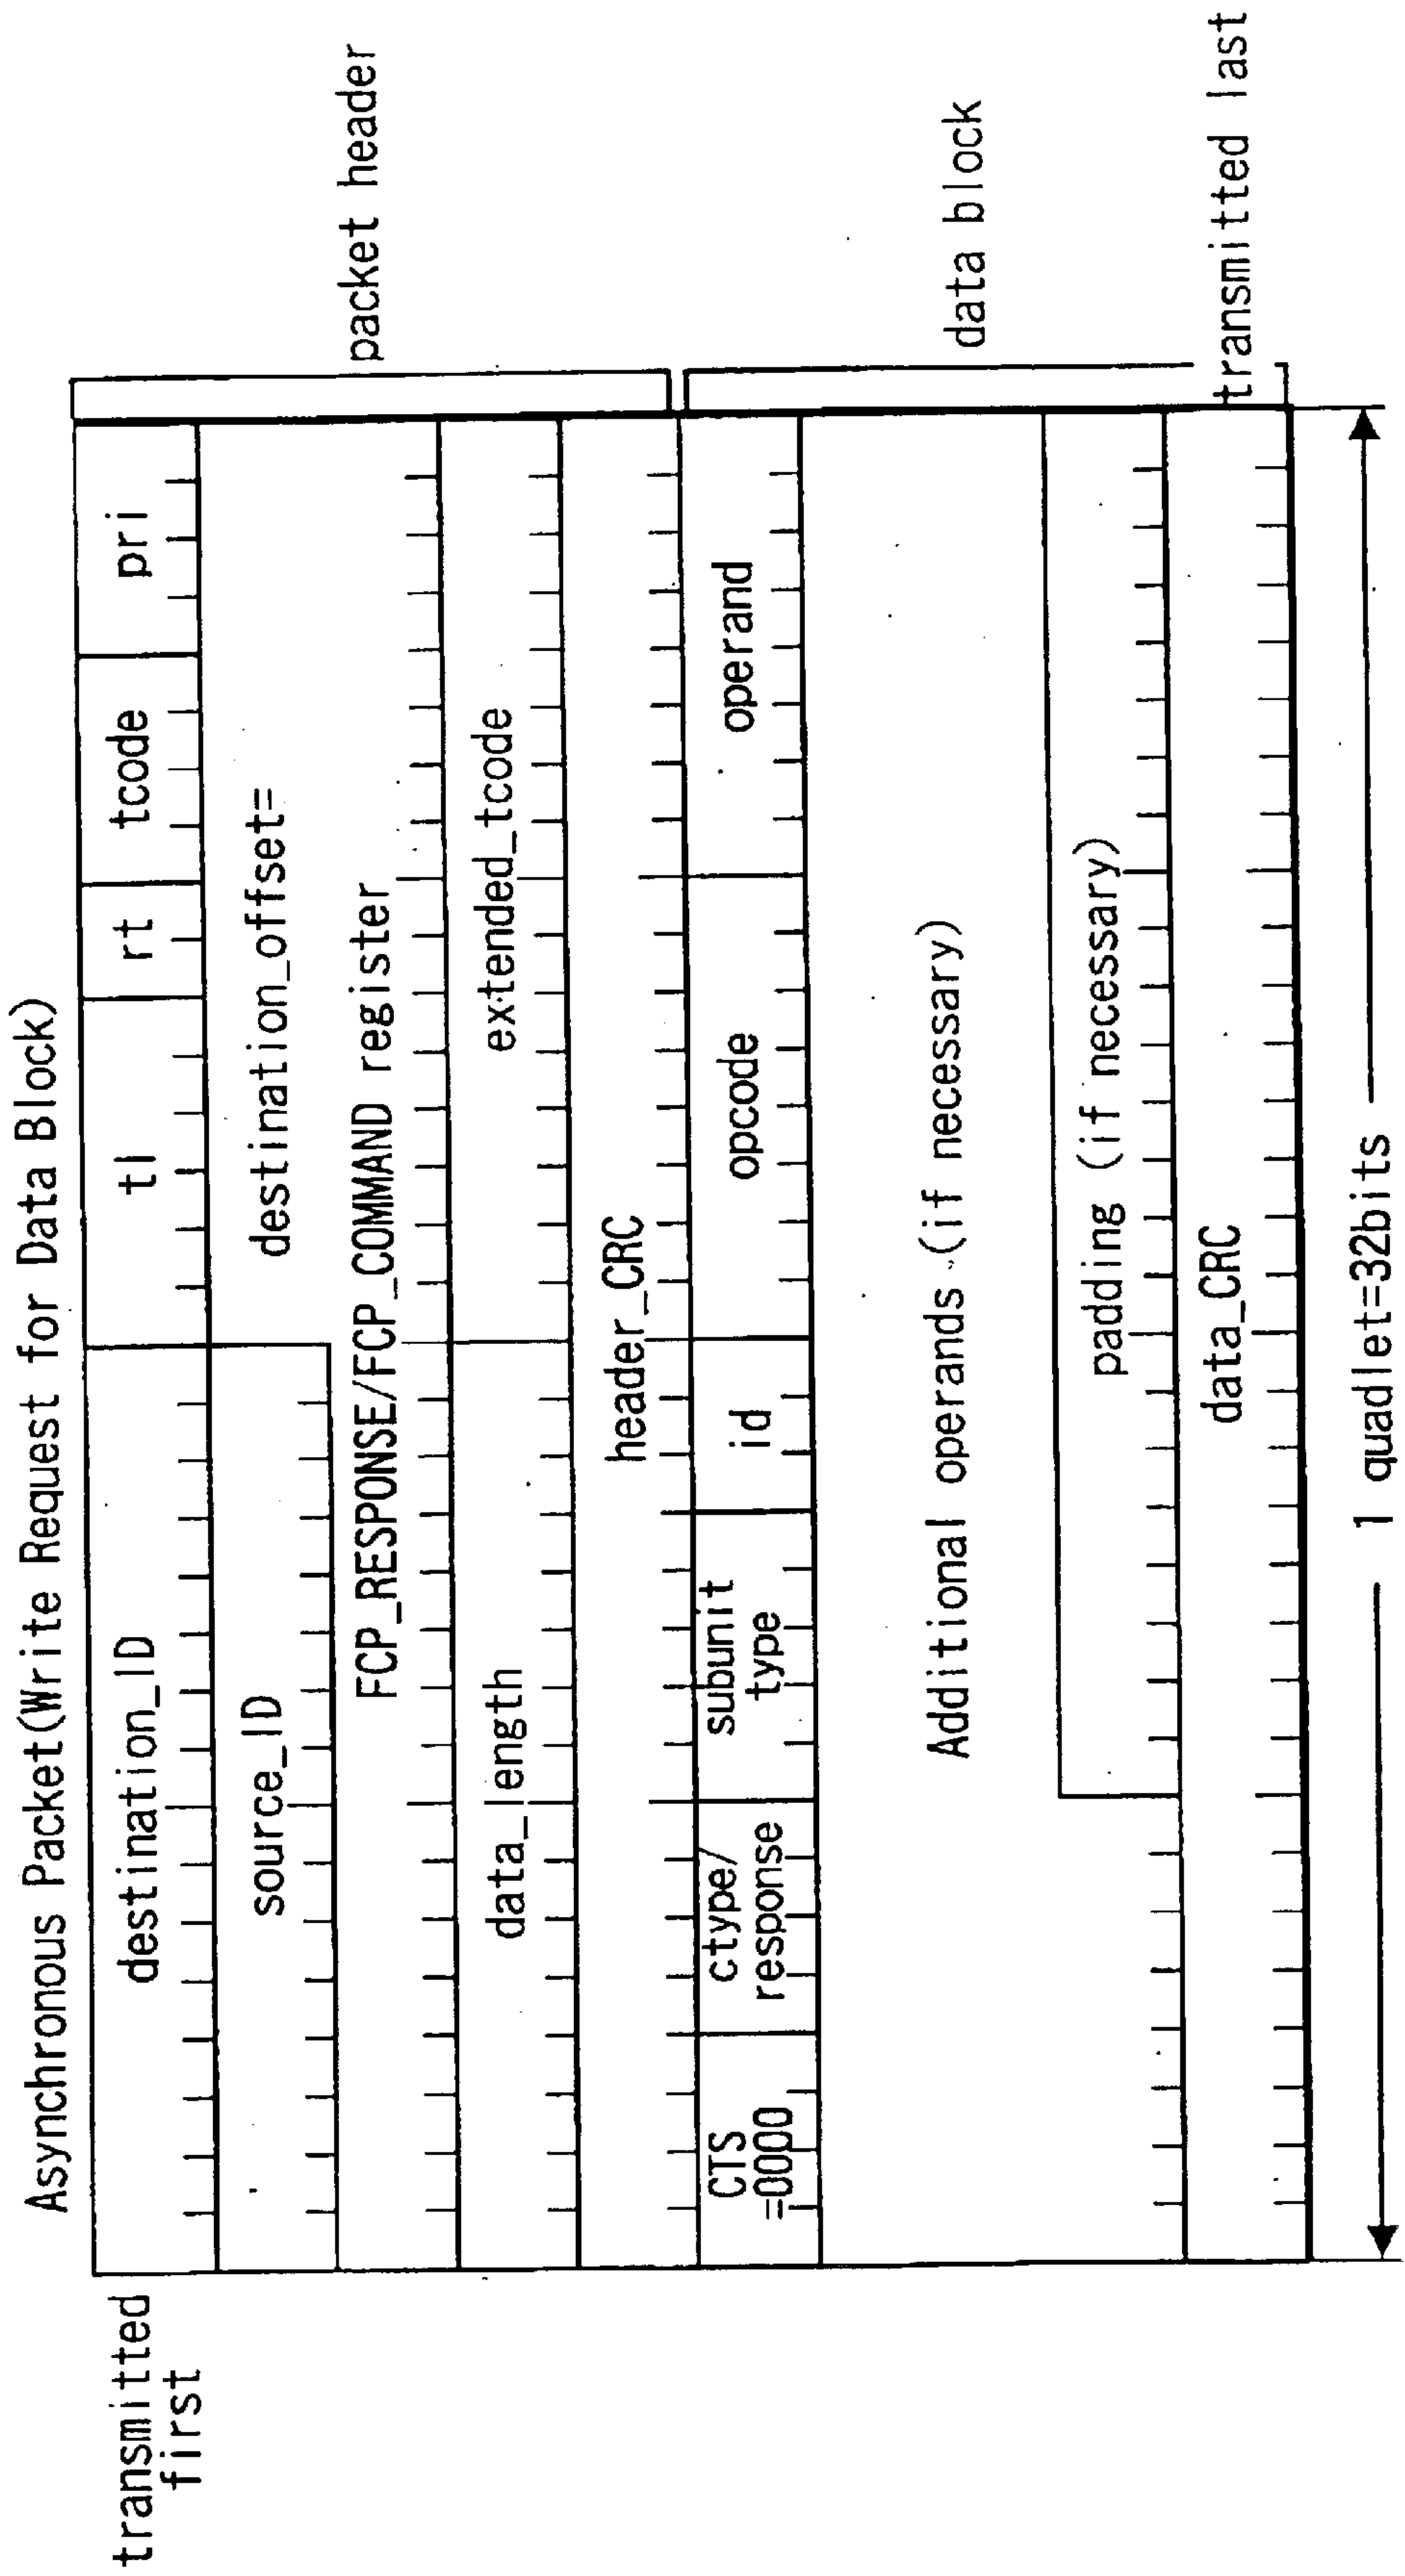 Asynchronous Packet(Write Request for Data Block)
transmitted
first
destination_ID
tl
rt
tcode
pri
source_ID
destination_offset=
FCP_RESPONSE/FCP_COMMAND register
packet header
data_length
extended_tcode
header_CRC
CTS
=0000
ctype/
response
subunit
type
id
opcode
operand
Additional operands (if necessary)
data block
padding (if necessary)
data_CRC
transmitted last
1 quadlet=32bits